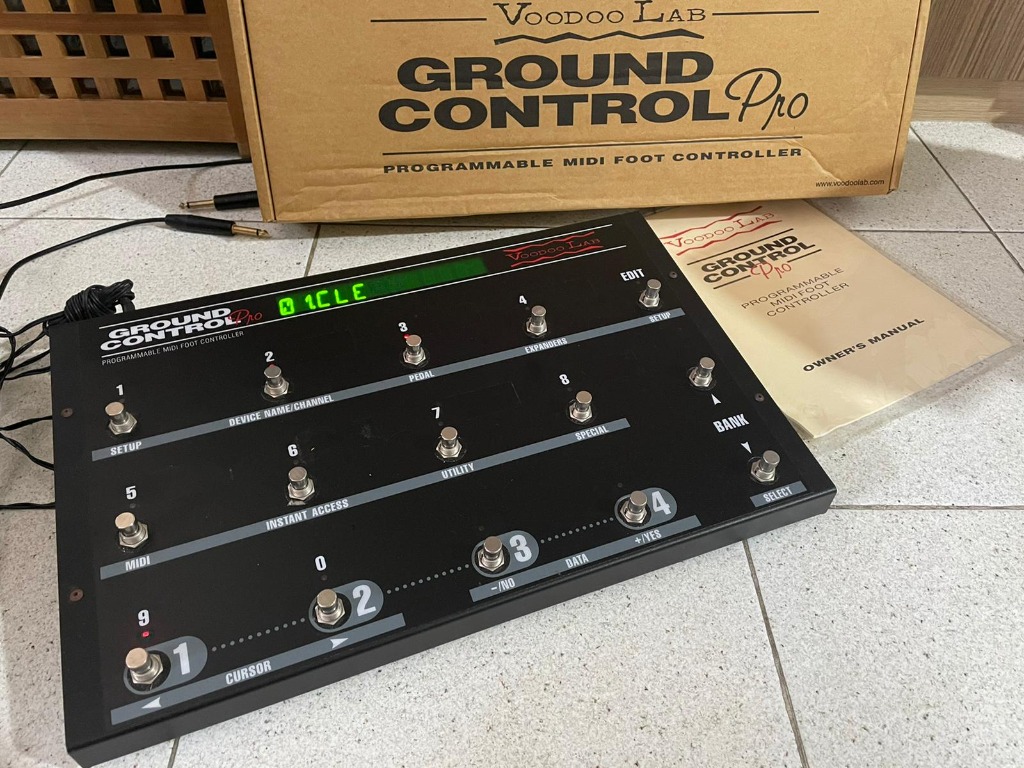 VOODOO LAB
GROUND
CONTROL Pro
PROGRAMMABLE MIDI FOOT CONTROLLER
www.voodoolab.com
VOODOO LAB
GROUND
CONTROL
Pro
PROGRAMMABLE
MIDI FOOT
CONTROLLER
OWNER'S MANUAL
VOODOO LAB
01CLE
GROUND
CONTROL Pro
PROGRAMMABLE MIDI FOOT CONTROLLER
1 2 3 4 EDIT
SETUP DEVICE NAME/CHANNEL PEDAL EXPANDERS SETUP
5 6 7 8
BANK
MIDI INSTANT ACCESS UTILITY SPECIAL
SELECT
9 0
1 2 3 4
CURSOR -/NO DATA +/YES